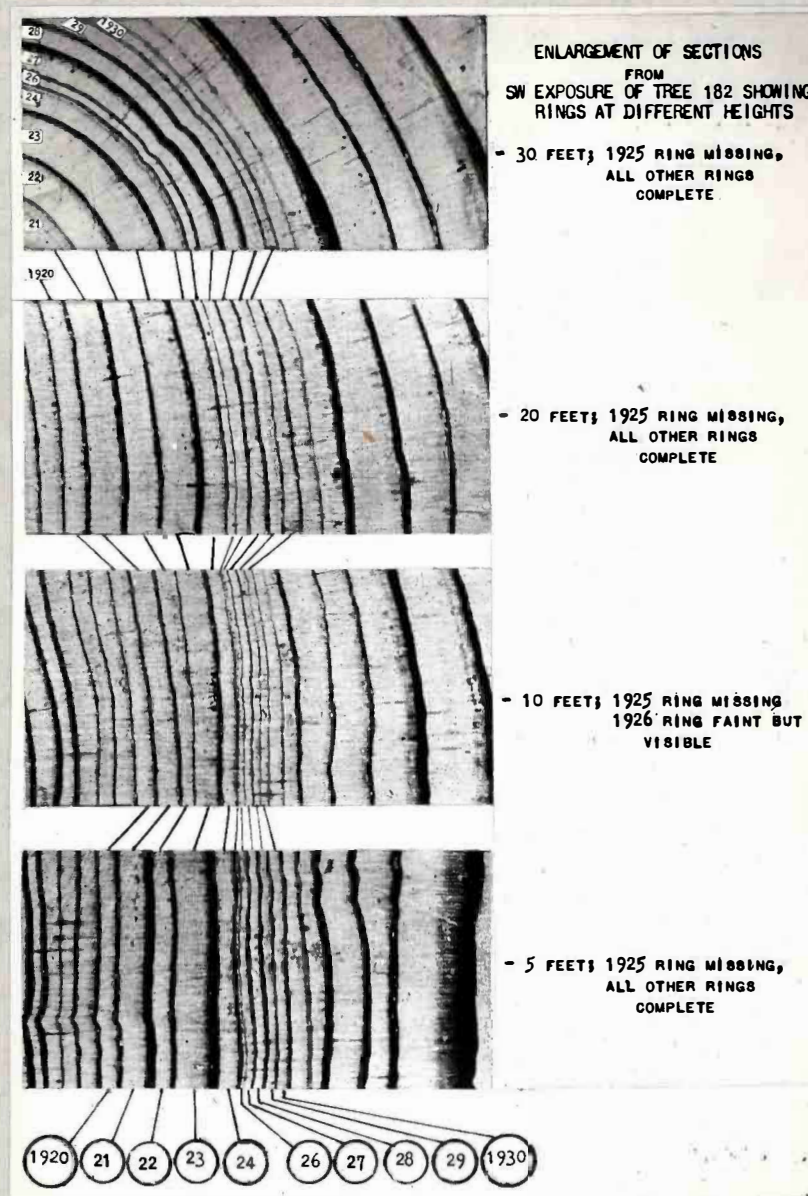 ENLARGEMENT OF SECTIONS
FROM
SW EXPOSURE OF TREE 182 SHOWING
RINGS AT DIFFERENT HEIGHTS
28
27
26
24
23
22
21
29
1930
- 30 FEET; 1925 RING MISSING,
ALL OTHER RINGS
COMPLETE
1920
- 20 FEET; 1925 RING MISSING,
ALL OTHER RINGS
COMPLETE
- 10 FEET; 1925 RING MISSING
1926 RING FAINT BUT
VISIBLE
- 5 FEET; 1925 RING MISSING,
ALL OTHER RINGS
COMPLETE
1920 21 22 23 24 26 27 28 29 1930